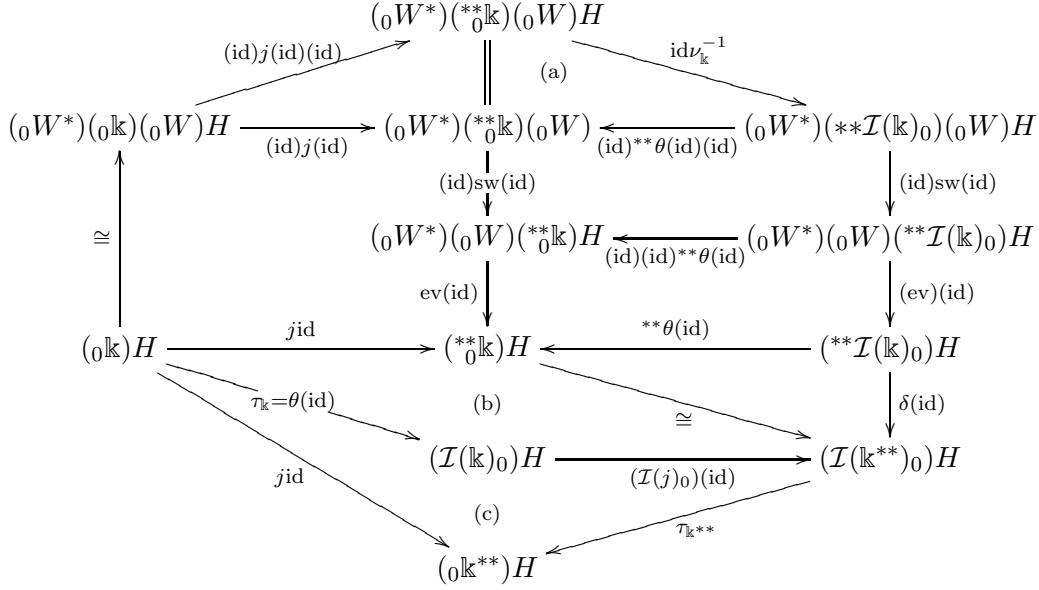 (₀W*)(**₀𝕜)(₀W)H
(id)j(id)(id)
idν𝕜⁻¹
(a)
(₀W*)(₀𝕜)(₀W)H
(id)j(id)
(₀W*)(**₀𝕜)(₀W)
(id)**θ(id)(id)
(₀W*)(**ℐ(𝕜)₀)(₀W)H
(id)sw(id)
(id)sw(id)
≅
(₀W*)(₀W)(**₀𝕜)H
(id)(id)**θ(id)
(₀W*)(₀W)(**ℐ(𝕜)₀)H
ev(id)
(ev)(id)
(₀𝕜)H
jid
(**₀𝕜)H
**θ(id)
(**ℐ(𝕜)₀)H
τ𝕜=θ(id)
(b)
≅
δ(id)
jid
(ℐ(𝕜)₀)H
(ℐ(j)₀)(id)
(ℐ(𝕜**)₀)H
(c)
τ𝕜**
(₀𝕜**)H